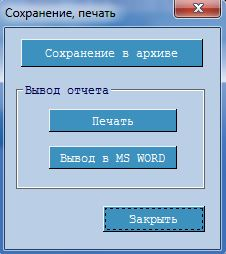 Сохранение, печать
Сохранение в архиве
Вывод отчета
Печать
Вывод в MS WORD
Закрыть